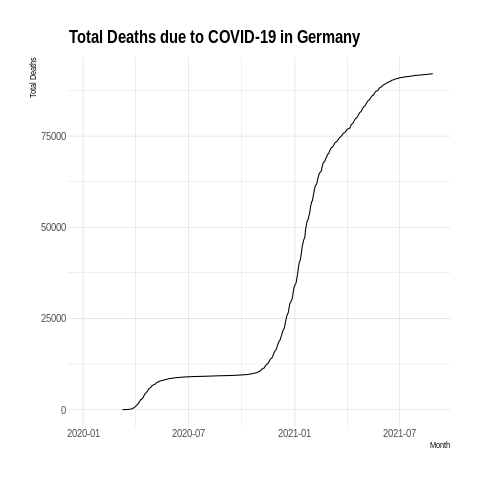 Total Deaths due to COVID-19 in Germany
Total Deaths
75000
50000
25000
0
2020-01
2020-07
2021-01
2021-07
Month